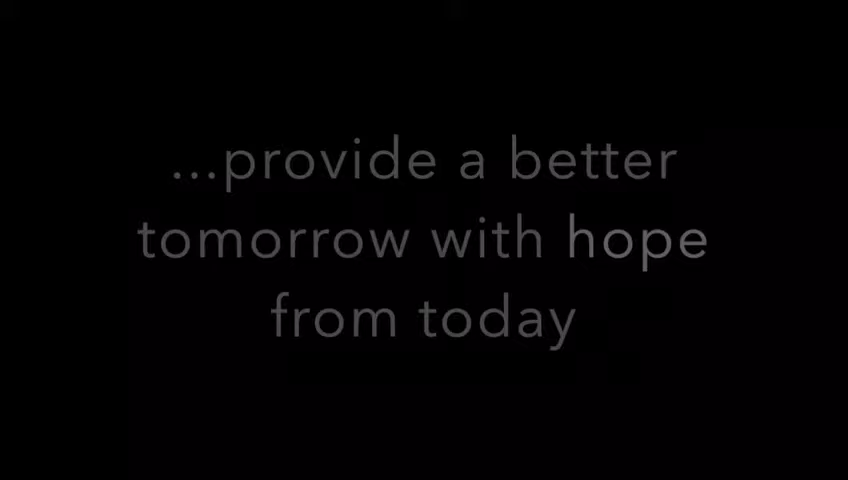 ...provide a better
tomorrow with hope
from today